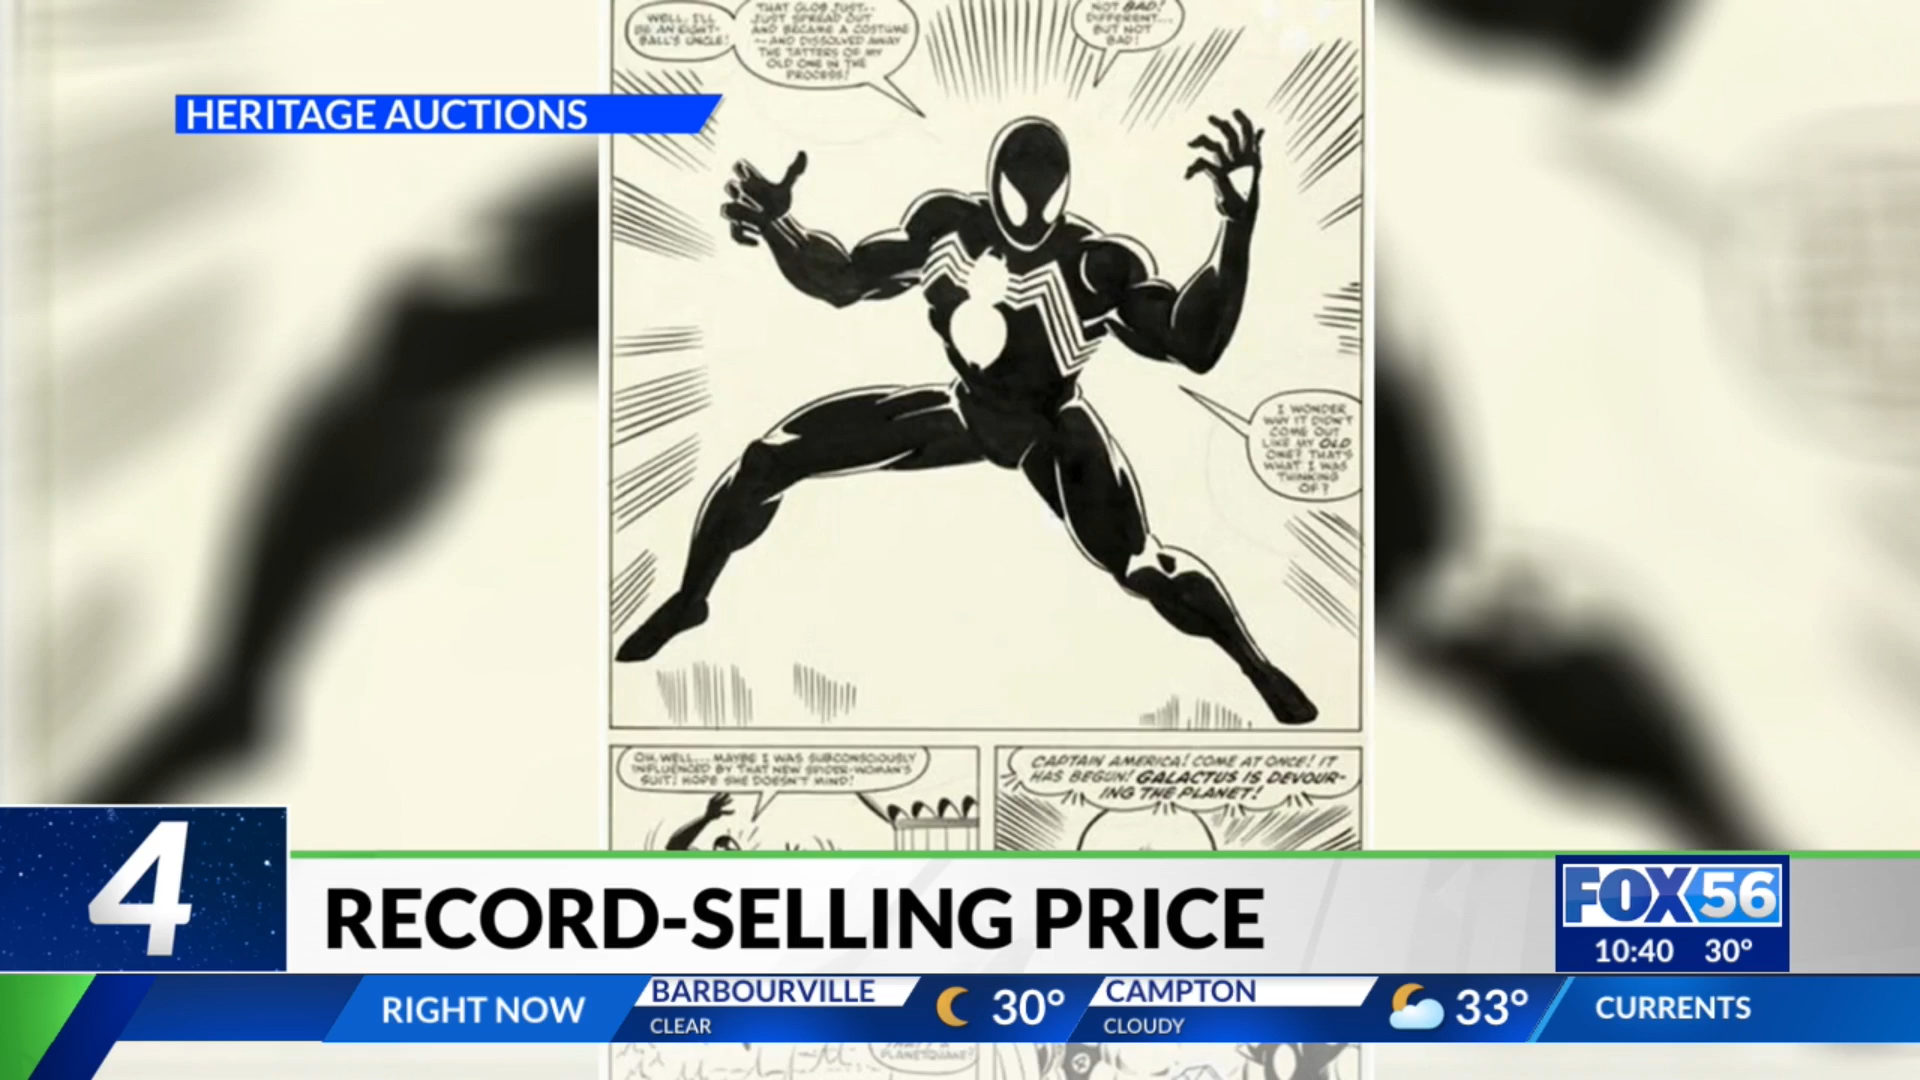 WELL, I'LL
BE AN EIGHT-
BALL'S UNCLE!
THAT GLOB JUST--
JUST SPREAD OUT
AND BECAME A COSTUME
--AND DISSOLVED AWAY
THE TATTERS OF MY
OLD ONE IN THE
PROCESS!
NOT BAD!
DIFFERENT...
BUT NOT
BAD!
HERITAGE AUCTIONS
I WONDER
WHY IT DIDN'T
COME OUT
LIKE MY OLD
ONE? THAT'S
WHAT I WAS
THINKING
OF?
OH, WELL... MAYBE I WAS SUBCONSCIOUSLY
INFLUENCED BY THAT NEW SPIDER-WOMAN'S
SUIT! HOPE SHE DOESN'T MIND!
CAPTAIN AMERICA! COME AT ONCE! IT
HAS BEGUN! GALACTUS IS DEVOUR-
ING THE PLANET!
4
RECORD-SELLING PRICE
FOX 56
10:40 30°
RIGHT NOW
BARBOURVILLE
CLEAR
30°
CAMPTON
CLOUDY
33°
CURRENTS
PLANETQUAKE?